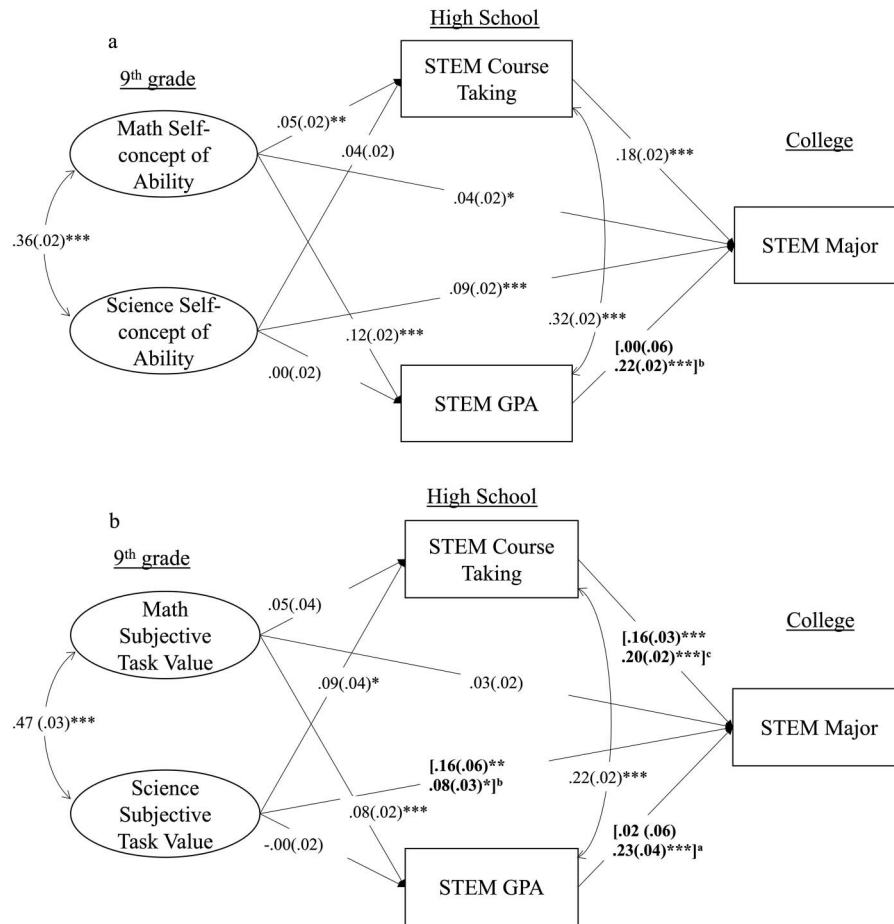 a
High School
9th grade
STEM Course
Taking
Math Self-
concept of
Ability
.05(.02)**
.04(.02)
.18(.02)***
College
.04(.02)*
.36(.02)***
STEM Major
.09(.02)***
Science Self-
concept of
Ability
.32(.02)***
.12(.02)***
.00(.02)
[.00(.06)
.22(.02)***]b
STEM GPA
High School
b
9th grade
STEM Course
Taking
Math
Subjective
Task Value
.05(.04)
[.16(.03)***
.20(.02)***]c
College
.09(.04)*
.03(.02)
.47 (.03)***
STEM Major
[.16(.06)**
.08(.03)*]b
.22(.02)***
Science
Subjective
Task Value
.08(.02)***
-.00(.02)
[.02 (.06)
.23(.04)***]a
STEM GPA